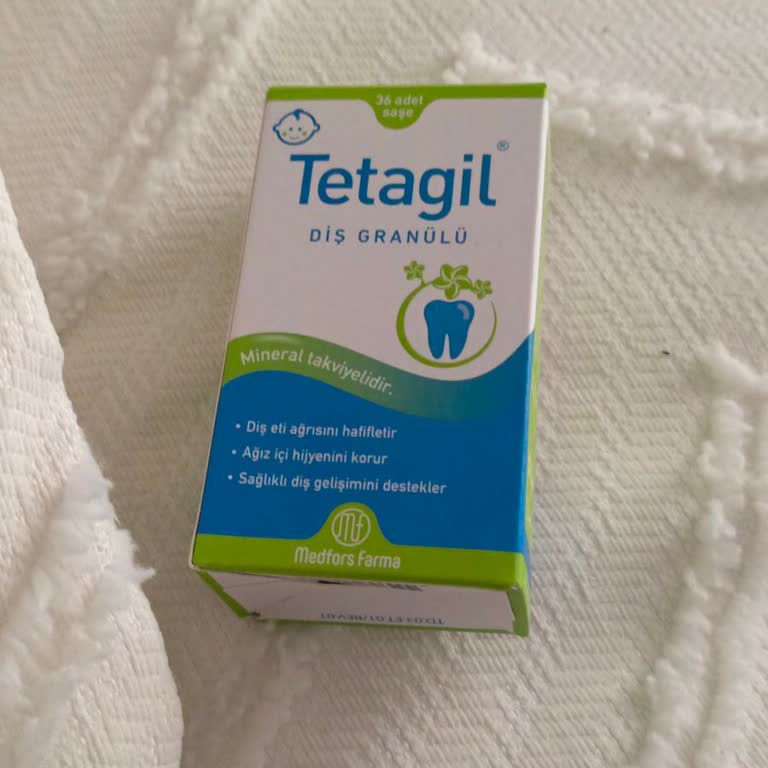 36 adet
saşe
Tetagil®
DİŞ GRANÜLÜ
Mineral takviyelidir.
• Diş eti ağrısını hafifletir
• Ağız içi hijyenini korur
• Sağlıklı diş gelişimini destekler
mf
Medfors Farma